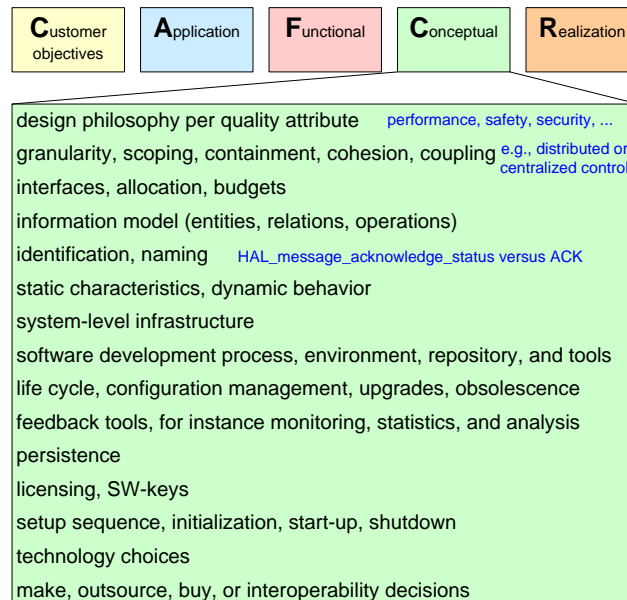 Customer
objectives
Application
Functional
Conceptual
Realization
design philosophy per quality attribute performance, safety, security, ...
granularity, scoping, containment, cohesion, coupling e.g., distributed or
centralized control
interfaces, allocation, budgets
information model (entities, relations, operations)
identification, naming HAL_message_acknowledge_status versus ACK
static characteristics, dynamic behavior
system-level infrastructure
software development process, environment, repository, and tools
life cycle, configuration management, upgrades, obsolescence
feedback tools, for instance monitoring, statistics, and analysis
persistence
licensing, SW-keys
setup sequence, initialization, start-up, shutdown
technology choices
make, outsource, buy, or interoperability decisions